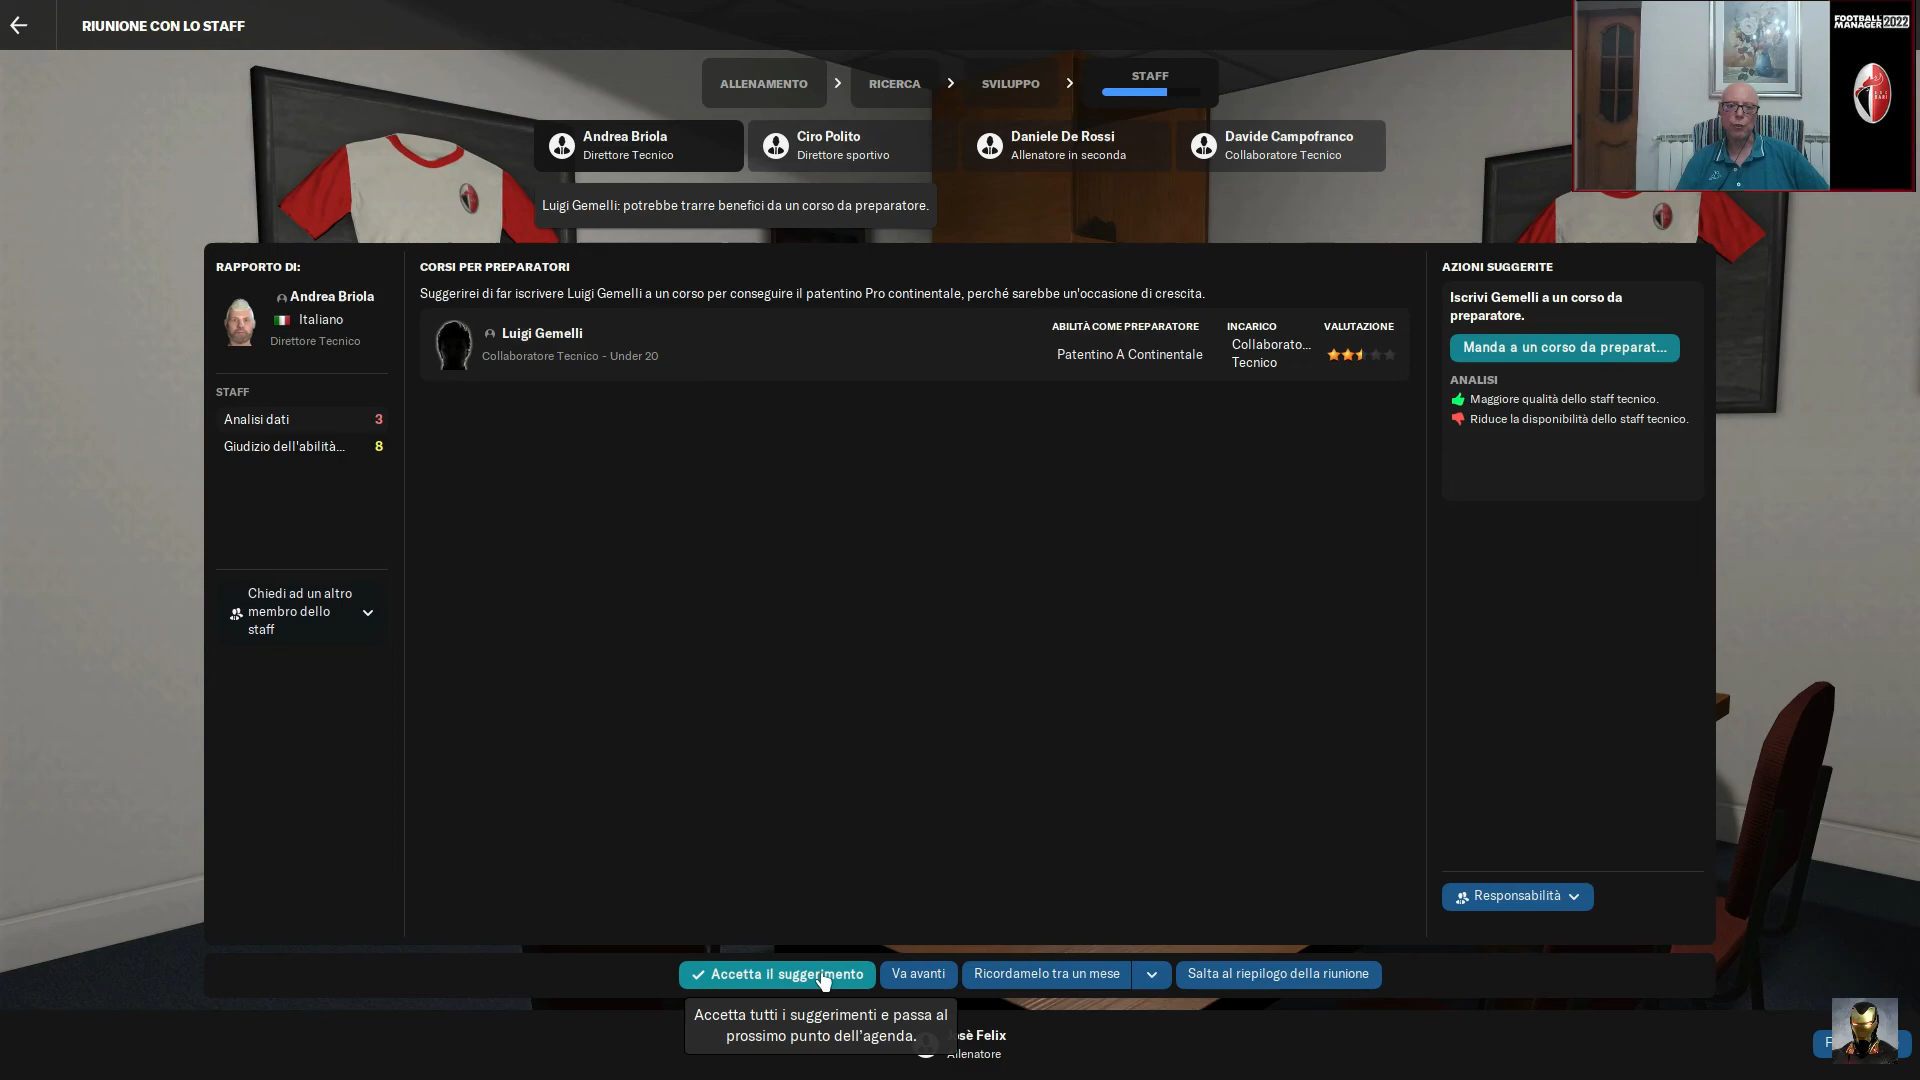 RIUNIONE CON LO STAFF
FOOTBALL
MANAGER 2022
ALLENAMENTO
RICERCA
SVILUPPO
STAFF
Andrea Briola
Direttore Tecnico
Ciro Polito
Direttore sportivo
Daniele De Rossi
Allenatore in seconda
Davide Campofranco
Collaboratore Tecnico
Luigi Gemelli: potrebbe trarre benefici da un corso da preparatore.
RAPPORTO DI:
Andrea Briola
Italiano
Direttore Tecnico
STAFF
Analisi dati 3
Giudizio dell'abilità... 8
Chiedi ad un altro
membro dello
staff
CORSI PER PREPARATORI
Suggerirei di far iscrivere Luigi Gemelli a un corso per conseguire il patentino Pro continentale, perché sarebbe un'occasione di crescita.
Luigi Gemelli
Collaboratore Tecnico - Under 20
ABILITÀ COME PREPARATORE
Patentino A Continentale
INCARICO
Collaborato...
Tecnico
VALUTAZIONE
AZIONI SUGGERITE
Iscrivi Gemelli a un corso da
preparatore.
Manda a un corso da preparat...
ANALISI
Maggiore qualità dello staff tecnico.
Riduce la disponibilità dello staff tecnico.
Responsabilità
Accetta il suggerimento
Va avanti
Ricordamelo tra un mese
Salta al riepilogo della riunione
Accetta tutti i suggerimenti e passa al
prossimo punto dell'agenda.
sè Felix
Allenatore